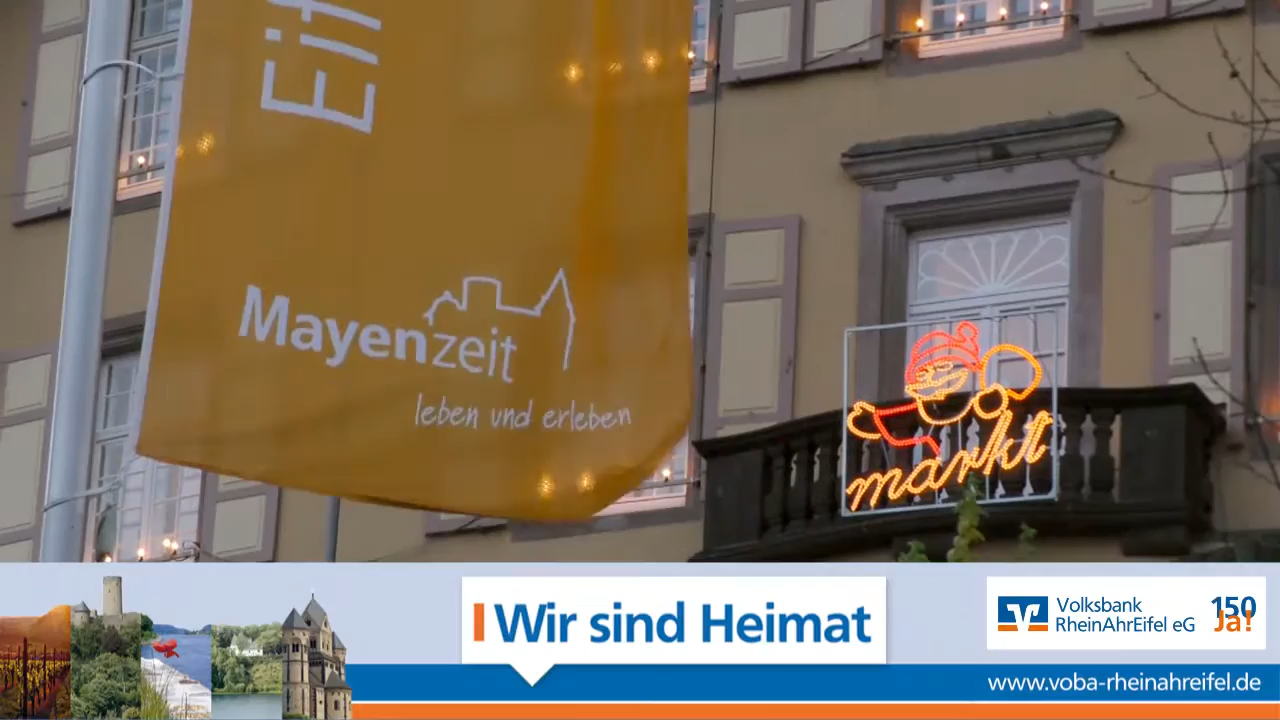 Eif
Mayenzeit
leben und erleben
markt
Wir sind Heimat
Volksbank
RheinAhrEifel eG
150
Ja!
www.voba-rheinahreifel.de